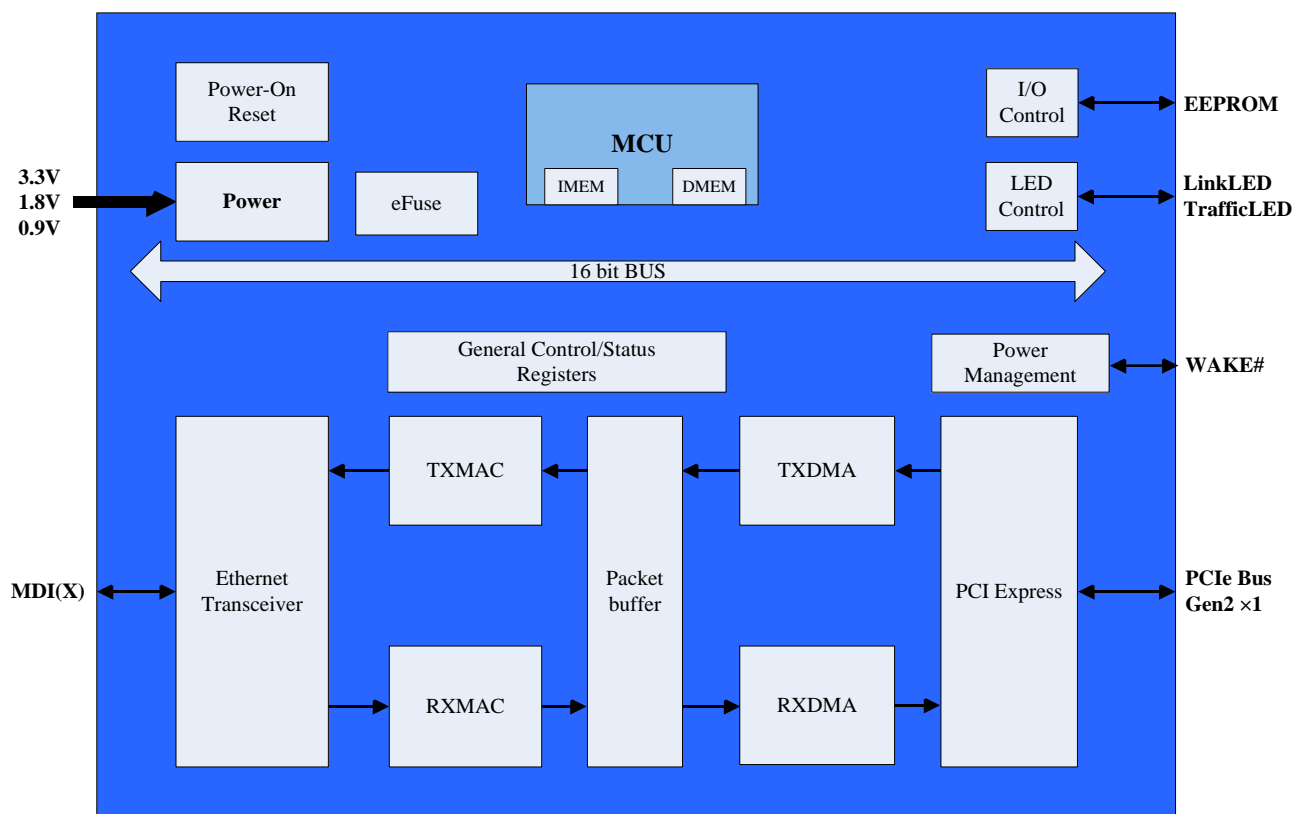 Power-On
Reset
MCU
IMEM
DMEM
I/O
Control
EEPROM
3.3V
1.8V
0.9V
Power
eFuse
LED
Control
LinkLED
TrafficLED
16 bit BUS
General Control/Status
Registers
Power
Management
WAKE#
TXMAC
TXDMA
MDI(X)
Ethernet
Transceiver
Packet
buffer
PCI Express
PCIe Bus
Gen2 ×1
RXMAC
RXDMA